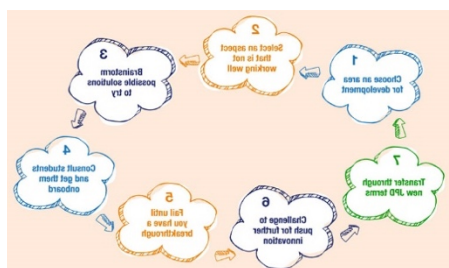 1
Choose an area
for development
2
Select an aspect
that is not
working well
3
Brainstorm
possible solutions
to try
4
Consult students
and get them
onboard
5
Fail until
you have a
breakthrough
6
Challenge to
push for further
innovation
7
Transfer through
new JPD terms